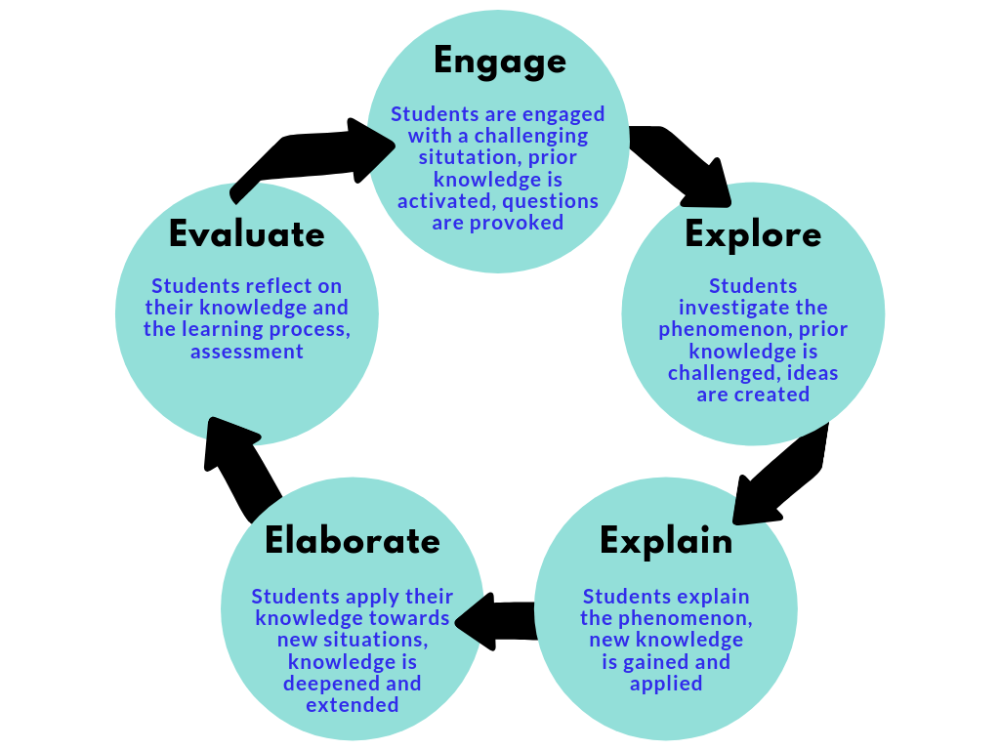 Engage
Students are engaged
with a challenging
situtation, prior
knowledge is
activated, questions
are provoked
Explore
Students
investigate the
phenomenon, prior
knowledge is
challenged, ideas
are created
Explain
Students explain
the phenomenon,
new knowledge
is gained and
applied
Elaborate
Students apply their
knowledge towards
new situations,
knowledge is
deepened and
extended
Evaluate
Students reflect on
their knowledge and
the learning process,
assessment